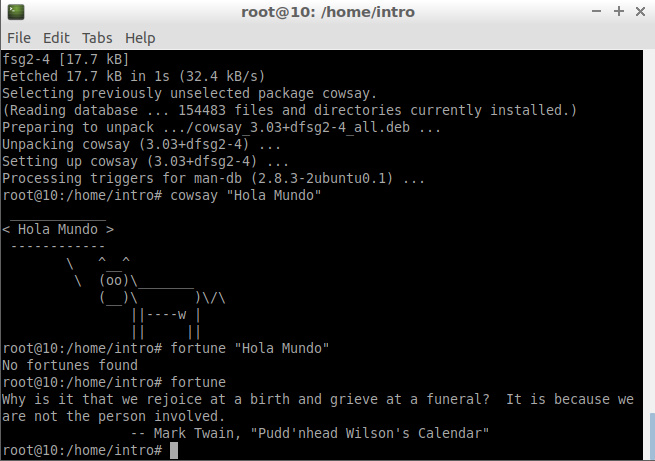 root@10: /home/intro
File Edit Tabs Help
fsg2-4 [17.7 kB]
Fetched 17.7 kB in 1s (32.4 kB/s)
Selecting previously unselected package cowsay.
(Reading database ... 154483 files and directories currently installed.)
Preparing to unpack .../cowsay_3.03+dfsg2-4_all.deb ...
Unpacking cowsay (3.03+dfsg2-4) ...
Setting up cowsay (3.03+dfsg2-4) ...
Processing triggers for man-db (2.8.3-2ubuntu0.1) ...
root@10:/home/intro# cowsay "Hola Mundo"
 ____________
< Hola Mundo >
 ------------
        \   ^__^
         \  (oo)\_______
            (__)\       )\/\
                ||----w |
                ||     ||
root@10:/home/intro# fortune "Hola Mundo"
No fortunes found
root@10:/home/intro# fortune
Why is it that we rejoice at a birth and grieve at a funeral?  It is because we
are not the person involved.
                -- Mark Twain, "Pudd'nhead Wilson's Calendar"
root@10:/home/intro#